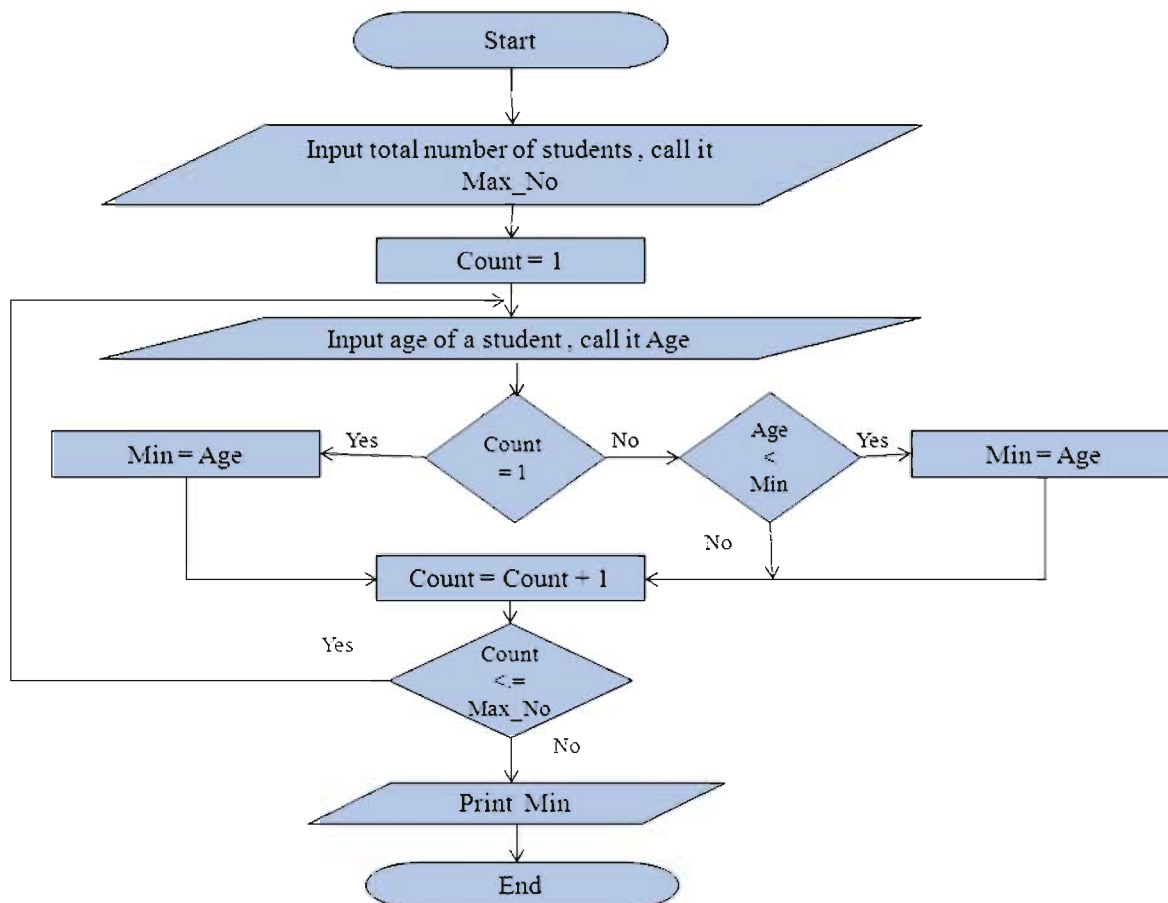 Start
Input total number of students , call it
Max_No
Count = 1
Input age of a student , call it Age
Min = Age
Yes
Count
= 1
No
Age
<
Min
Yes
Min = Age
No
Count = Count + 1
Yes
Count
<=
Max_No
No
Print Min
End